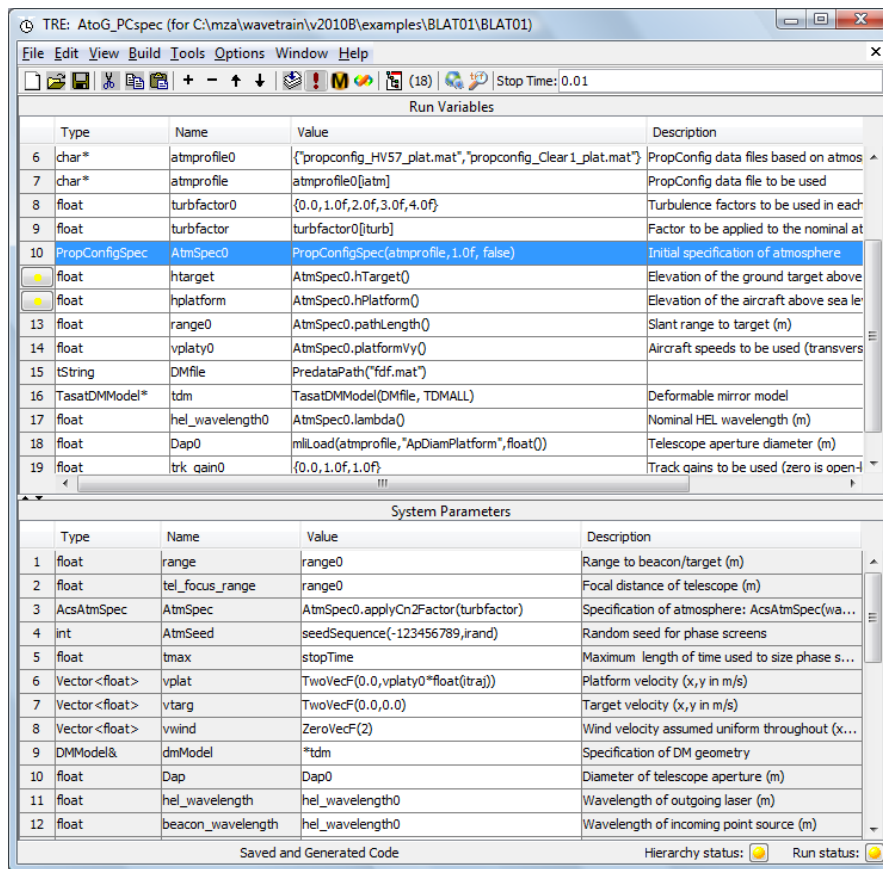 TRE: AtoG_PCspec (for C:\mza\wavetrain\v2010B\examples\BLAT01\BLAT01)
File Edit View Build Tools Options Window Help
(18) Stop Time: 0.01
Run Variables
Type Name Value Description
6 char* atmprofile0 {"propconfig_HV57_plat.mat","propconfig_Clear1_plat.mat"} PropConfig data files based on atmos
7 char* atmprofile atmprofile0[iatm] PropConfig data file to be used
8 float turbfactor0 {0.0,1.0f,2.0f,3.0f,4.0f} Turbulence factors to be used in each
9 float turbfactor turbfactor0[iturb] Factor to be applied to the nominal at
10 PropConfigSpec AtmSpec0 PropConfigSpec(atmprofile,1.0f, false) Initial specification of atmosphere
float htarget AtmSpec0.hTarget() Elevation of the ground target above
float hplatform AtmSpec0.hPlatform() Elevation of the aircraft above sea le
13 float range0 AtmSpec0.pathLength() Slant range to target (m)
14 float vplaty0 AtmSpec0.platformVy() Aircraft speeds to be used (transvers
15 tString DMfile PredataPath("fdf.mat")
16 TasatDMModel* tdm TasatDMModel(DMfile, TDMALL) Deformable mirror model
17 float hel_wavelength0 AtmSpec0.lambda() Nominal HEL wavelength (m)
18 float Dap0 mliLoad(atmprofile,"ApDiamPlatform",float()) Telescope aperture diameter (m)
19 float trk_gain0 {0.0,1.0f,1.0f} Track gains to be used (zero is open-l
System Parameters
Type Name Value Description
1 float range range0 Range to beacon/target (m)
2 float tel_focus_range range0 Focal distance of telescope (m)
3 AcsAtmSpec AtmSpec AtmSpec0.applyCn2Factor(turbfactor) Specification of atmosphere: AcsAtmSpec(wa...
4 int AtmSeed seedSequence(-123456789,irand) Random seed for phase screens
5 float tmax stopTime Maximum length of time used to size phase s...
6 Vector<float> vplat TwoVecF(0.0,vplaty0*float(itraj)) Platform velocity (x,y in m/s)
7 Vector<float> vtarg TwoVecF(0.0,0.0) Target velocity (x,y in m/s)
8 Vector<float> vwind ZeroVecF(2) Wind velocity assumed uniform throughout (x...
9 DMModel& dmModel *tdm Specification of DM geometry
10 float Dap Dap0 Diameter of telescope aperture (m)
11 float hel_wavelength hel_wavelength0 Wavelength of outgoing laser (m)
12 float beacon_wavelength hel_wavelength0 Wavelength of incoming point source (m)
Saved and Generated Code Hierarchy status: Run status: